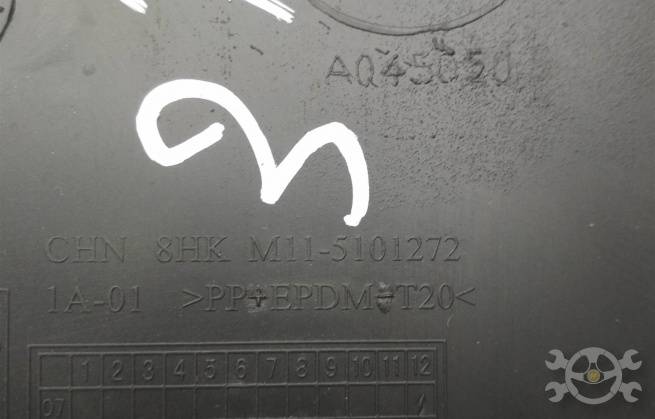 AQ45050
CHN 8HK M11-5101272
1A-01 >PP+EPDM-T20<
1 2 3 4 5 6 7 8 9 10 11 12
07